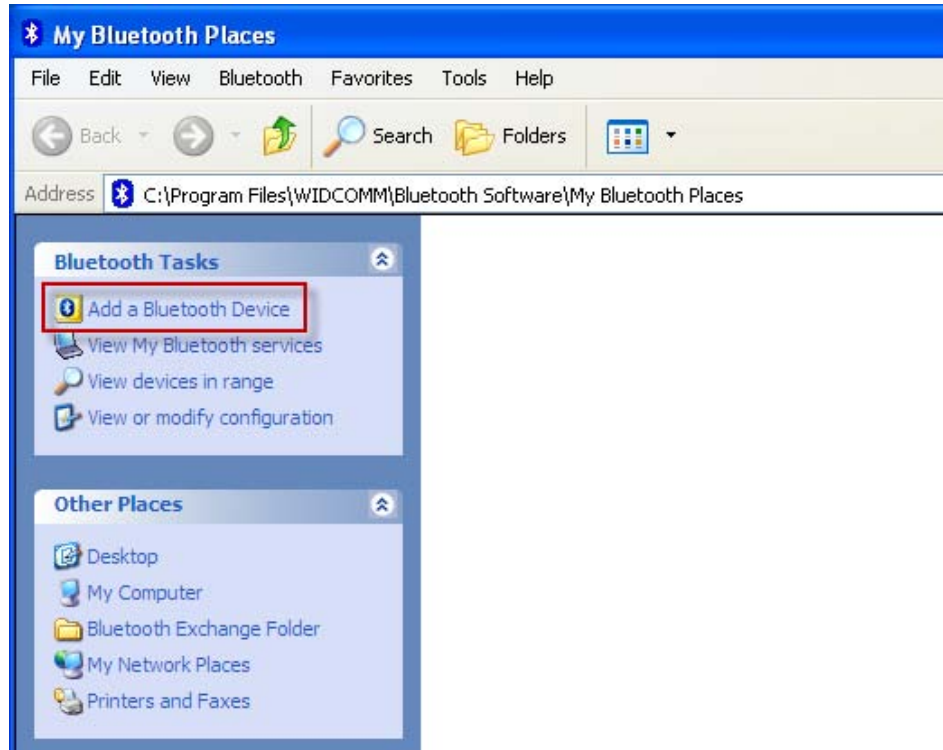 My Bluetooth Places
File Edit View Bluetooth Favorites Tools Help
Back Search Folders
Address C:\Program Files\WIDCOMM\Bluetooth Software\My Bluetooth Places
Bluetooth Tasks
Add a Bluetooth Device
View My Bluetooth services
View devices in range
View or modify configuration
Other Places
Desktop
My Computer
Bluetooth Exchange Folder
My Network Places
Printers and Faxes